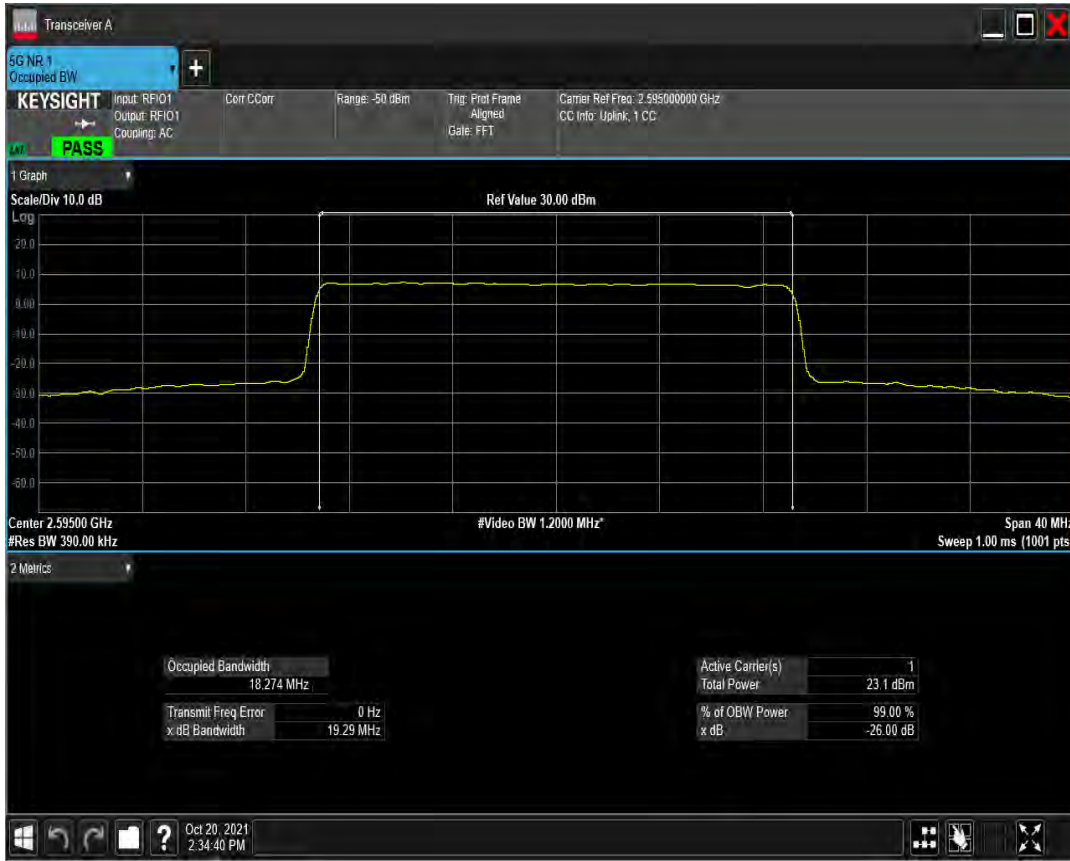 Transceiver A
5G NR 1
Occupied BW
+
KEYSIGHT
PASS
Input: RFIO1
Output: RFIO1
Coupling: AC
Corr CCorr
Range: -50 dBm
Trig: Prot Frame
Aligned
Gate: FFT
Carrier Ref Freq: 2.595000000 GHz
CC Info: Uplink, 1 CC
1 Graph
Scale/Div 10.0 dB
Ref Value 30.00 dBm
Log
20.0
10.0
0.00
-10.0
-20.0
-30.0
-40.0
-50.0
-60.0
Center 2.59500 GHz
#Video BW 1.2000 MHz*
Span 40 MHz
#Res BW 390.00 kHz
Sweep 1.00 ms (1001 pts
2 Metrics
Occupied Bandwidth
18.274 MHz
Transmit Freq Error 0 Hz
x dB Bandwidth 19.29 MHz
Active Carrier(s) 1
Total Power 23.1 dBm
% of OBW Power 99.00 %
x dB -26.00 dB
?
Oct 20, 2021
2:34:40 PM